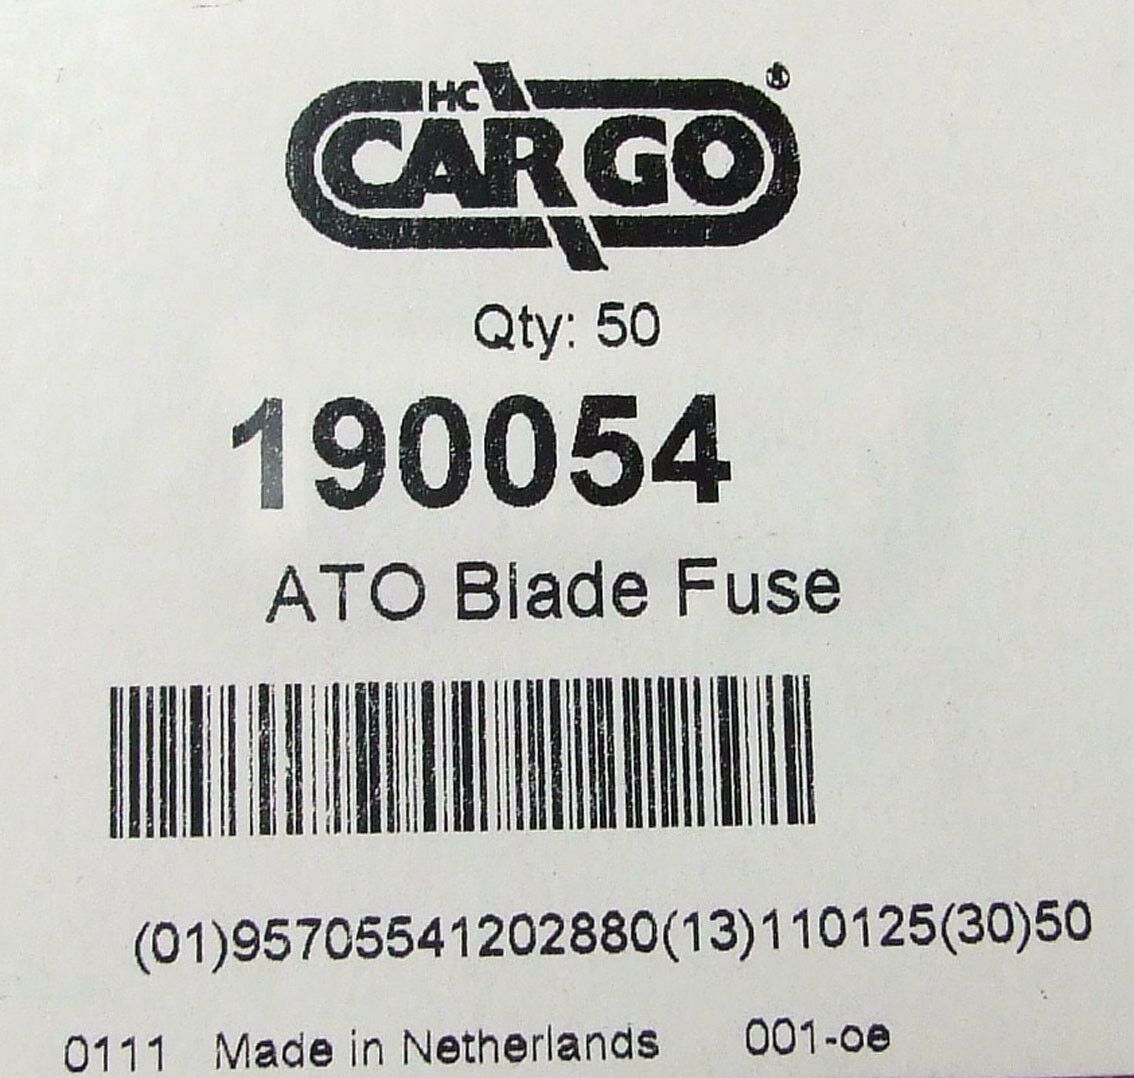 HC
CARGO®
Qty: 50
190054
ATO Blade Fuse
(01)95705541202880(13)110125(30)50
0111 Made in Netherlands 001-oe